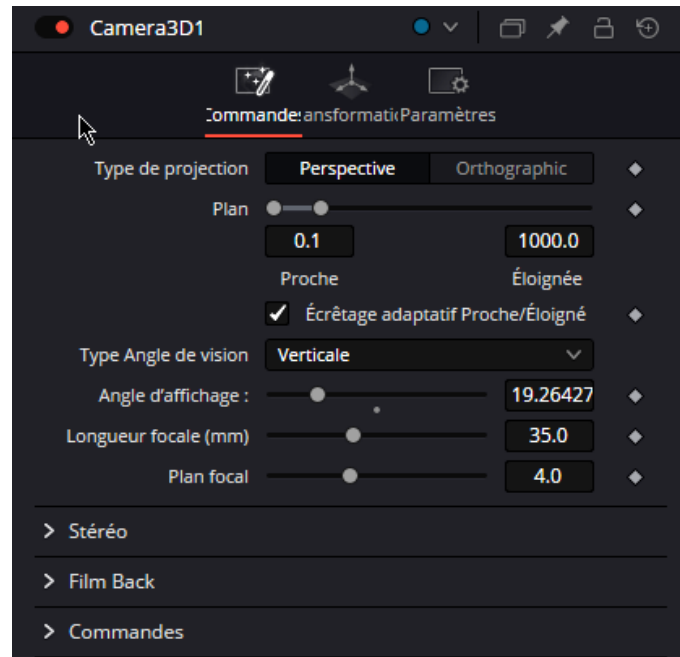 Camera3D1
Commandes ansformatic Paramètres
Type de projection Perspective Orthographic
Plan
0.1 1000.0
Proche Éloignée
Écrêtage adaptatif Proche/Éloigné
Type Angle de vision Verticale
Angle d'affichage : 19.26427
Longueur focale (mm) 35.0
Plan focal 4.0
Stéréo
Film Back
Commandes